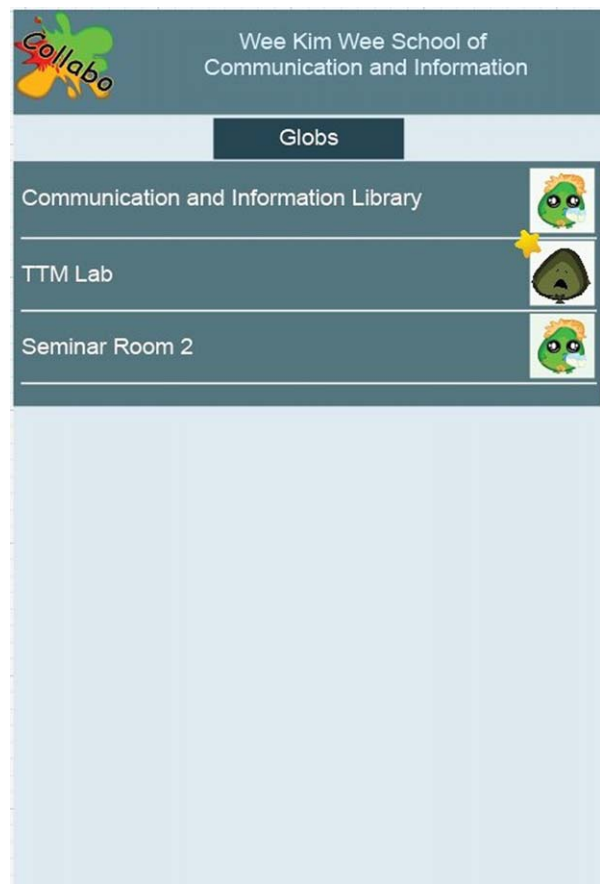 Collabo
Wee Kim Wee School of
Communication and Information
Globs
Communication and Information Library
TTM Lab
Seminar Room 2